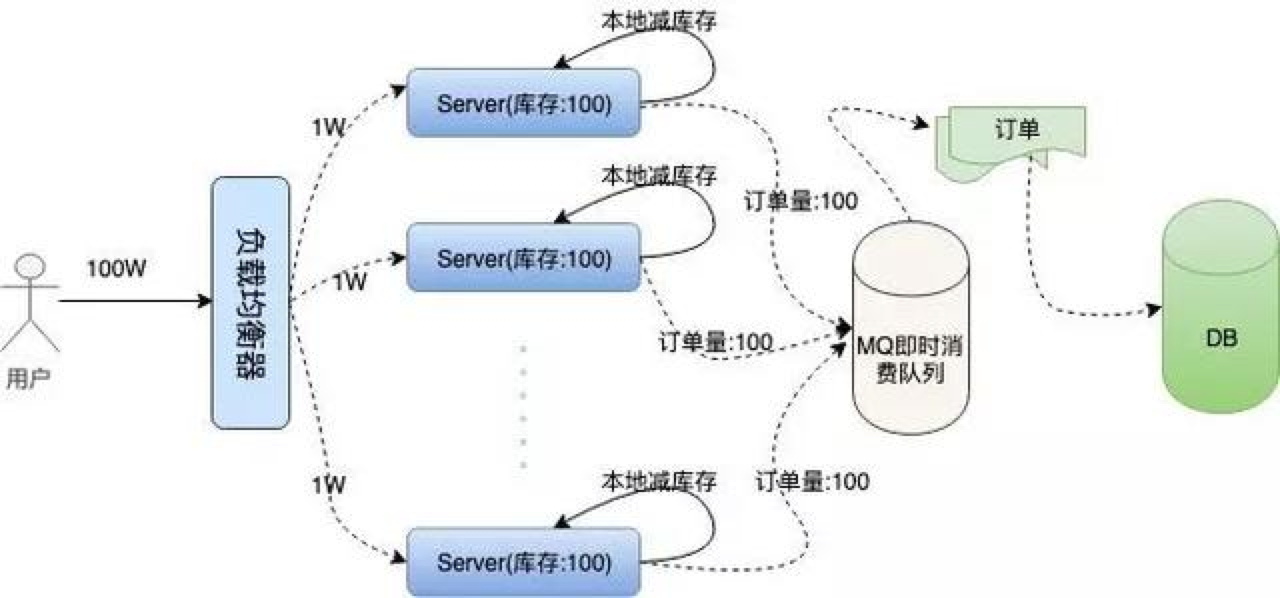 本地减库存
Server(库存:100)
1W
订单
本地减库存
订单量:100
负载均衡器
100W
Server(库存:100)
1W
用户
订单量:100
MQ即时消
费队列
DB
本地减库存
订单量:100
1W
Server(库存:100)